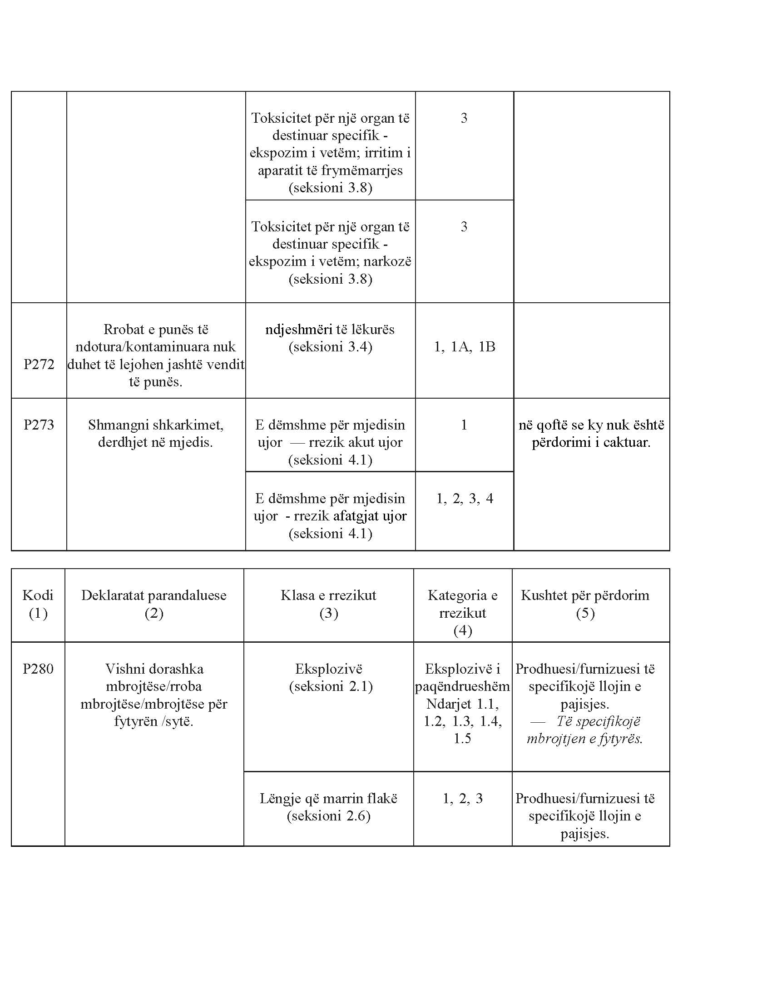 Toksicitet për një organ të
destinuar specifik -
ekspozim i vetëm; irritim i
aparatit të frymëmarrjes
(seksioni 3.8)
3
Toksicitet për një organ të
destinuar specifik -
ekspozim i vetëm; narkozë
(seksioni 3.8)
3
P272
Rrobat e punës të
ndotura/kontaminuara nuk
duhet të lejohen jashtë vendit
të punës.
ndjeshmëri të lëkurës
(seksioni 3.4)
1, 1A, 1B
P273
Shmangni shkarkimet,
derdhjet në mjedis.
E dëmshme për mjedisin
ujor — rrezik akut ujor
(seksioni 4.1)
1
në qoftë se ky nuk është
përdorimi i caktuar.
E dëmshme për mjedisin
ujor - rrezik afatgjat ujor
(seksioni 4.1)
1, 2, 3, 4
Kodi
(1)
Deklaratat parandaluese
(2)
Klasa e rrezikut
(3)
Kategoria e
rrezikut
(4)
Kushtet për përdorim
(5)
P280
Vishni dorashka
mbrojtëse/rroba
mbrojtëse/mbrojtëse për
fytyrën /sytë.
Eksplozivë
(seksioni 2.1)
Eksplozivë i
paqëndrueshëm
Ndarjet 1.1,
1.2, 1.3, 1.4,
1.5
Prodhuesi/furnizuesi të
specifikojë llojin e
pajisjes.
— Të specifikojë
mbrojtjen e fytyrës.
Lëngje që marrin flakë
(seksioni 2.6)
1, 2, 3
Prodhuesi/furnizuesi të
specifikojë llojin e
pajisjes.